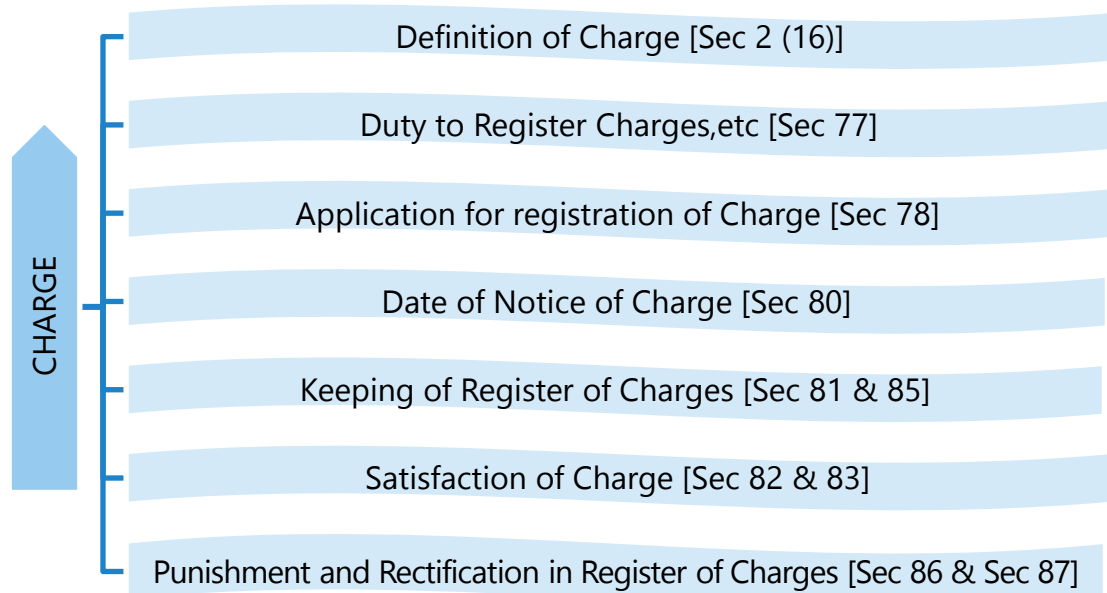 CHARGE
Definition of Charge [Sec 2 (16)]
Duty to Register Charges,etc [Sec 77]
Application for registration of Charge [Sec 78]
Date of Notice of Charge [Sec 80]
Keeping of Register of Charges [Sec 81 & 85]
Satisfaction of Charge [Sec 82 & 83]
Punishment and Rectification in Register of Charges [Sec 86 & Sec 87]